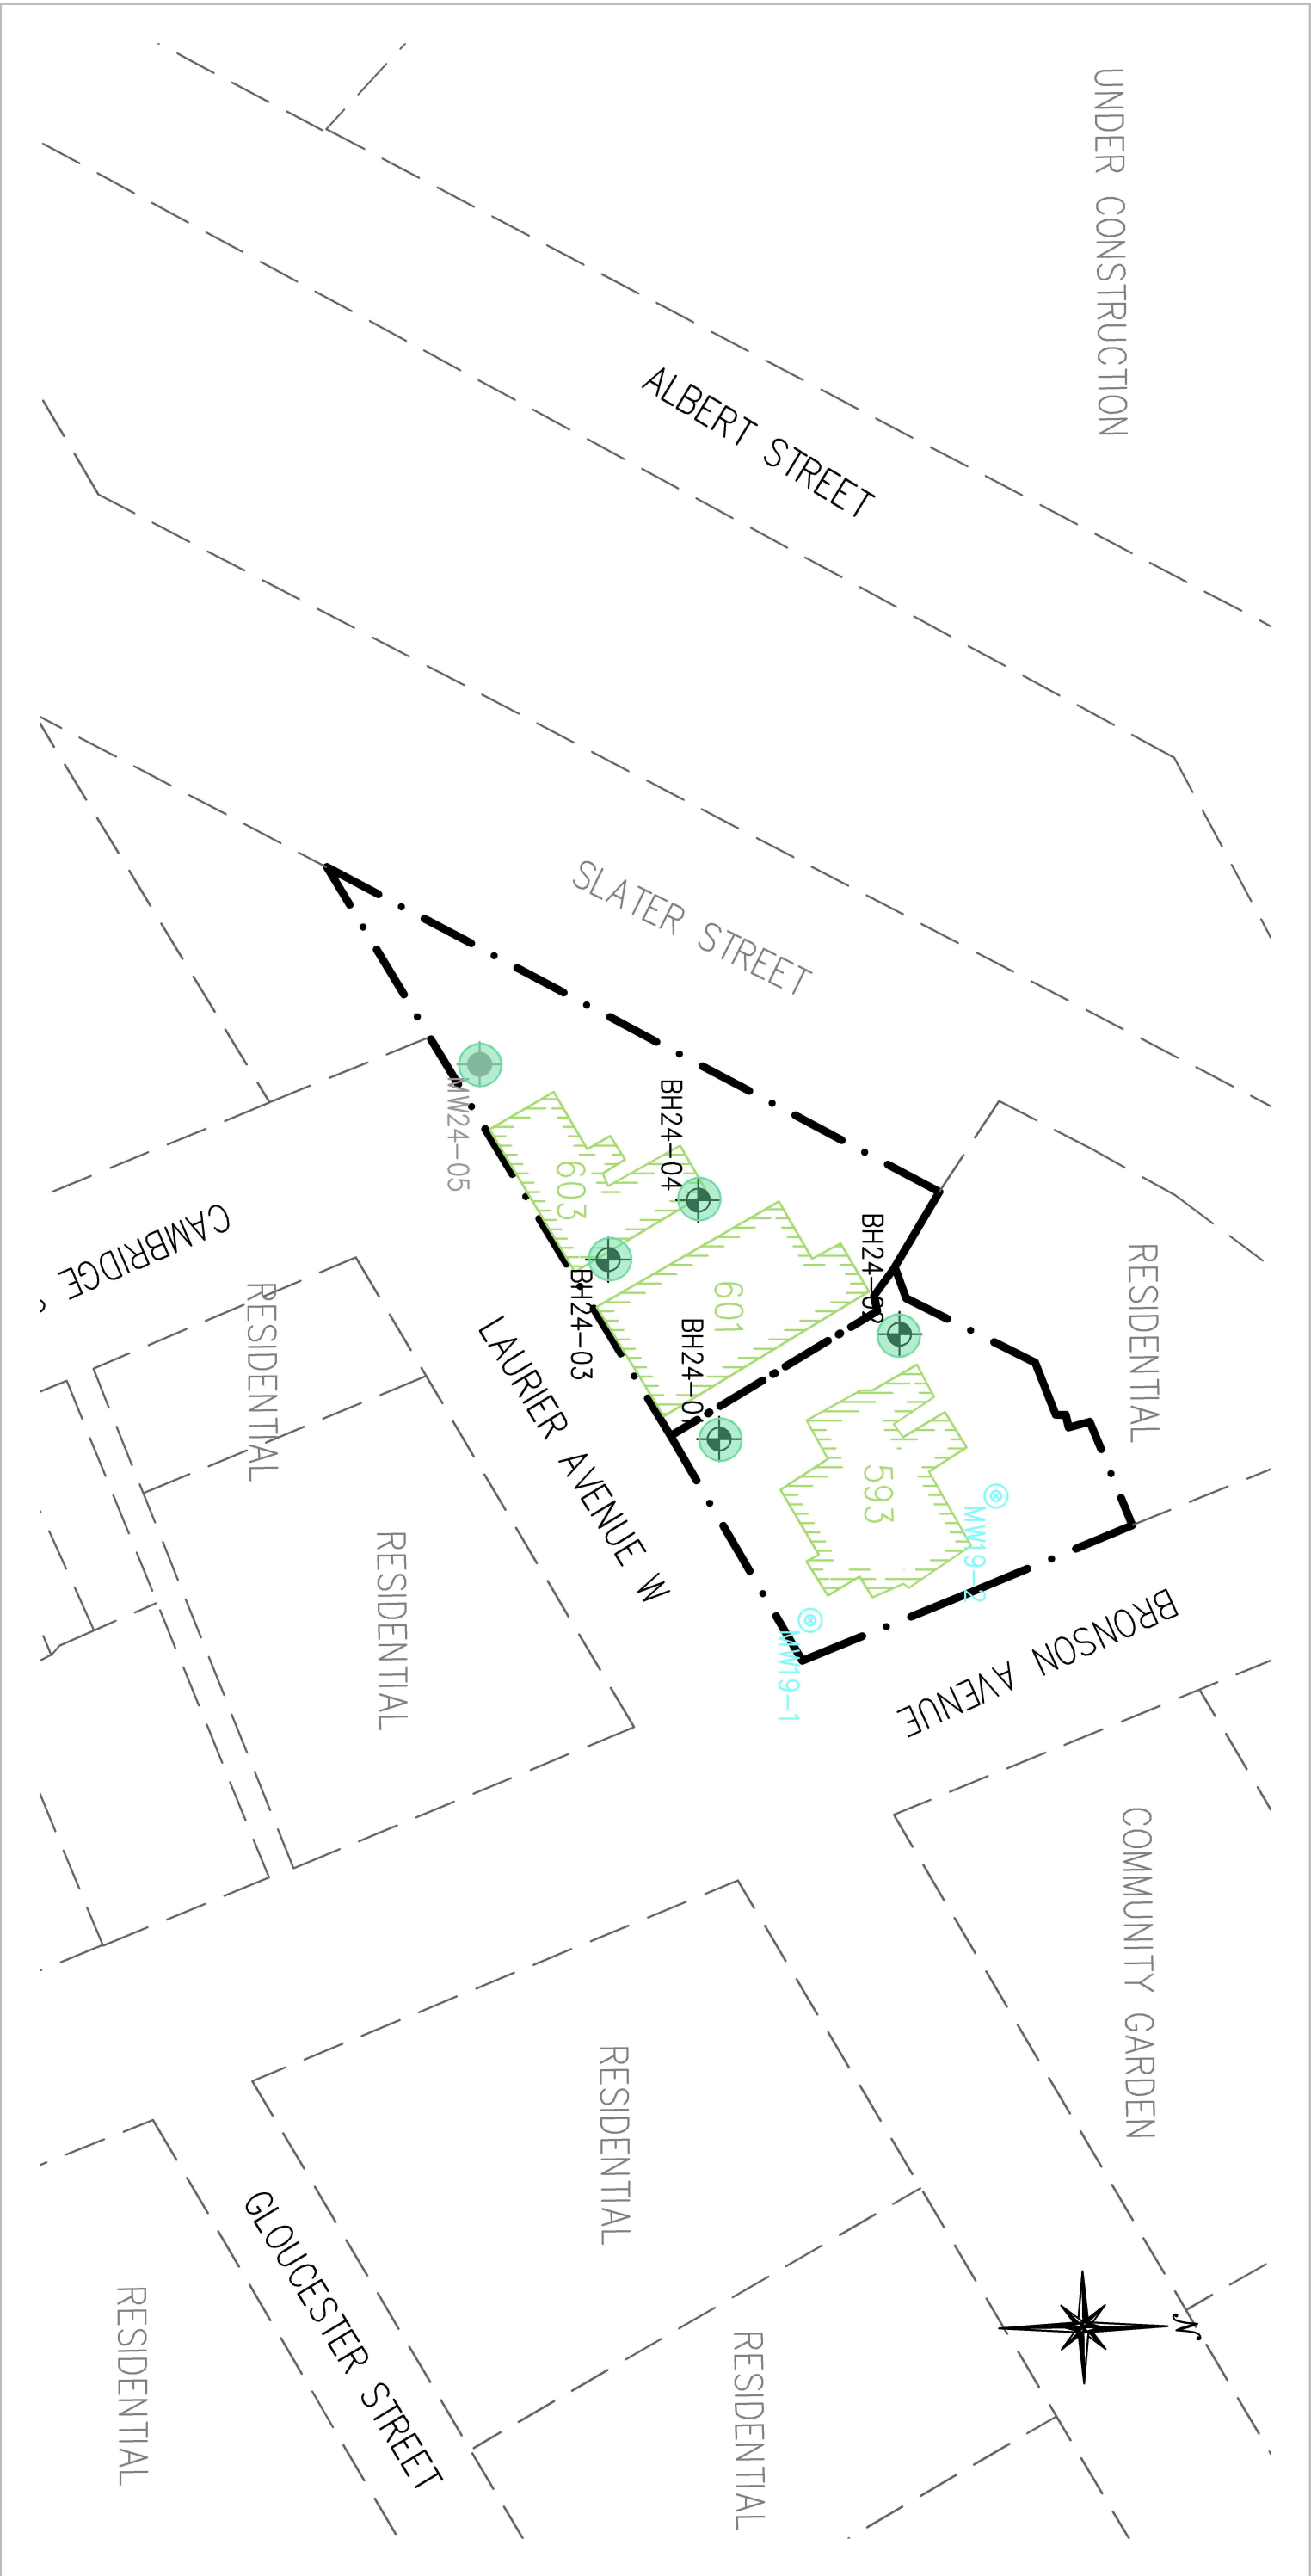 UNDER CONSTRUCTION
ALBERT STREET
SLATER STREET
MW24-05
BH24-04
603
BH24-03
601
BH24-02
BH24-01
593
MW19-2
MW19-1
RESIDENTIAL
CAMBRIDGE
RESIDENTIAL
LAURIER AVENUE W
RESIDENTIAL
BRONSON AVENUE
COMMUNITY GARDEN
RESIDENTIAL
GLOUCESTER STREET
RESIDENTIAL
RESIDENTIAL
N